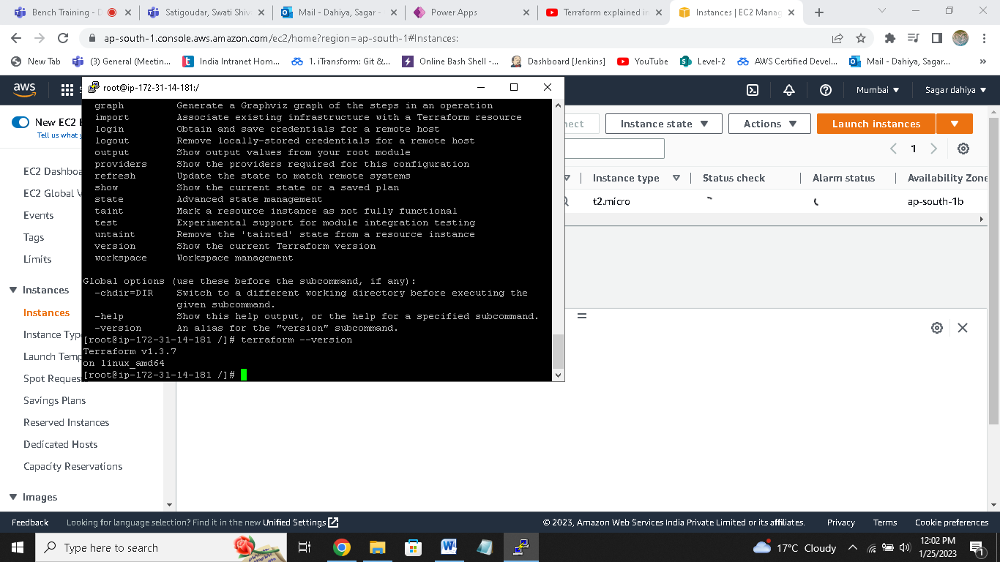 Bench Training - D
Satigoudar, Swati Shiv
Mail - Dahiya, Sagar -
Power Apps
Terraform explained in
Instances | EC2 Manag
ap-south-1.console.aws.amazon.com/ec2/home?region=ap-south-1#Instances:
New Tab
(3) General (Meetin...
India Intranet Hom...
1. iTransform: Git &...
Online Bash Shell -...
Dashboard [Jenkins]
YouTube
Level-2
AWS Certified Devel...
Mail - Dahiya, Sagar...
aws
Mumbai
Sagar dahiya
root@ip-172-31-14-181:/
New EC2
Tell us what
Instance state
Actions
Launch instances
1
Instance type
Status check
Alarm status
Availability Zone
t2.micro
ap-south-1b
graph Generate a Graphviz graph of the steps in an operation
import Associate existing infrastructure with a Terraform resource
login Obtain and save credentials for a remote host
logout Remove locally-stored credentials for a remote host
output Show output values from your root module
providers Show the providers required for this configuration
refresh Update the state to match remote systems
show Show the current state or a saved plan
state Advanced state management
taint Mark a resource instance as not fully functional
test Experimental support for module integration testing
untaint Remove the 'tainted' state from a resource instance
version Show the current Terraform version
workspace Workspace management
Global options (use these before the subcommand, if any):
-chdir=DIR Switch to a different working directory before executing the
given subcommand.
-help Show this help output, or the help for a specified subcommand.
-version An alias for the "version" subcommand.
[root@ip-172-31-14-181 /]# terraform --version
Terraform v1.3.7
on linux_amd64
[root@ip-172-31-14-181 /]#
EC2 Dashboa
EC2 Global V
Events
Tags
Limits
Instances
Instances
Instance Typ
Launch Temp
Spot Request
Savings Plans
Reserved Instances
Dedicated Hosts
Capacity Reservations
Images
Feedback
Looking for language selection? Find it in the new Unified Settings
© 2023, Amazon Web Services India Private Limited or its affiliates.
Privacy
Terms
Cookie preferences
Type here to search
17°C Cloudy
12:02 PM
1/25/2023
1